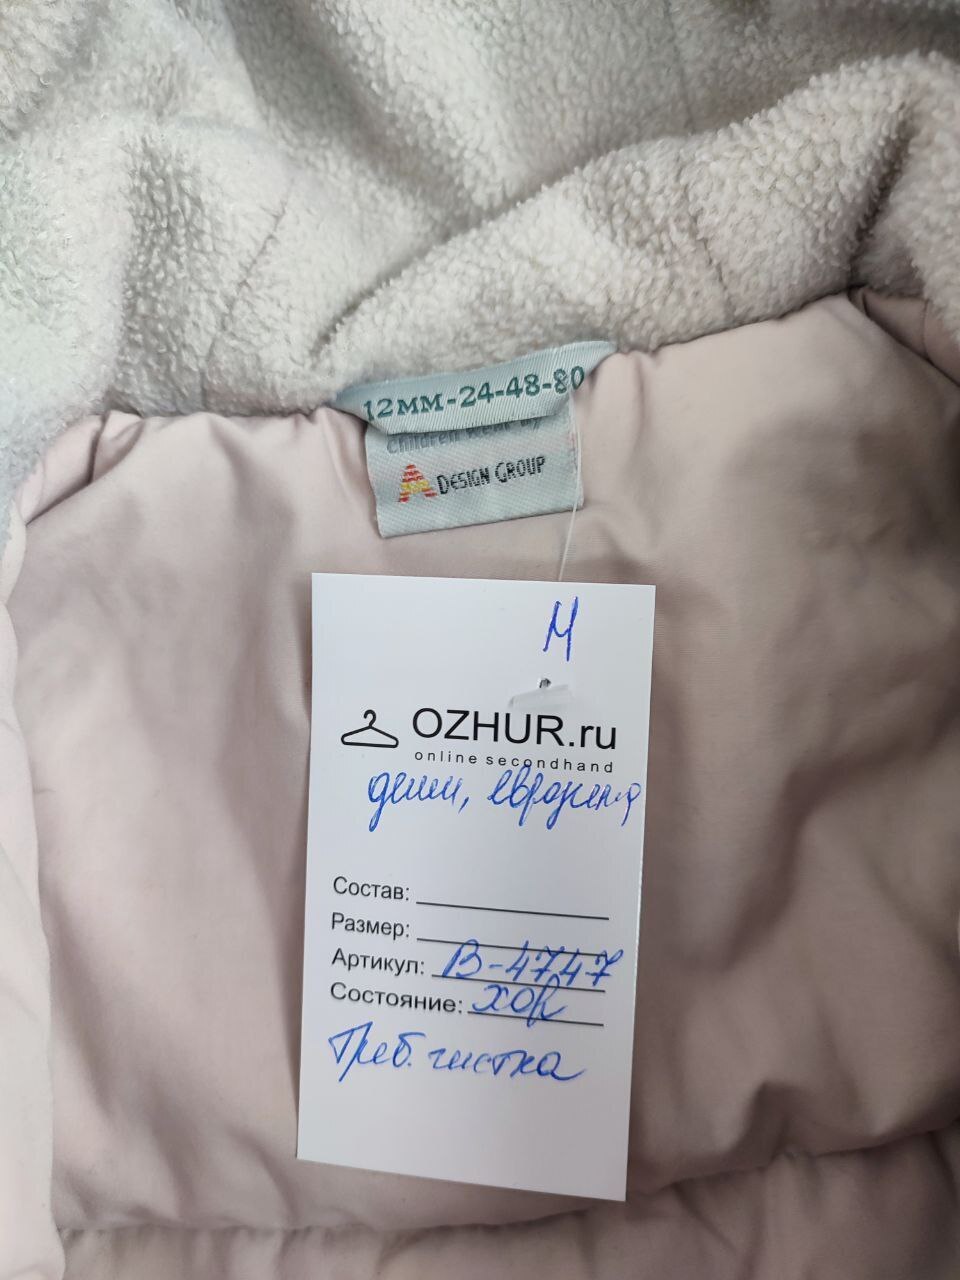 12мм-24-48-80
Children wear by
DESIGN GROUP
М
OZHUR.ru
online secondhand
деми, еврозима
Состав:
Размер:
Артикул: В-4747
Состояние: хор
Треб. чистка